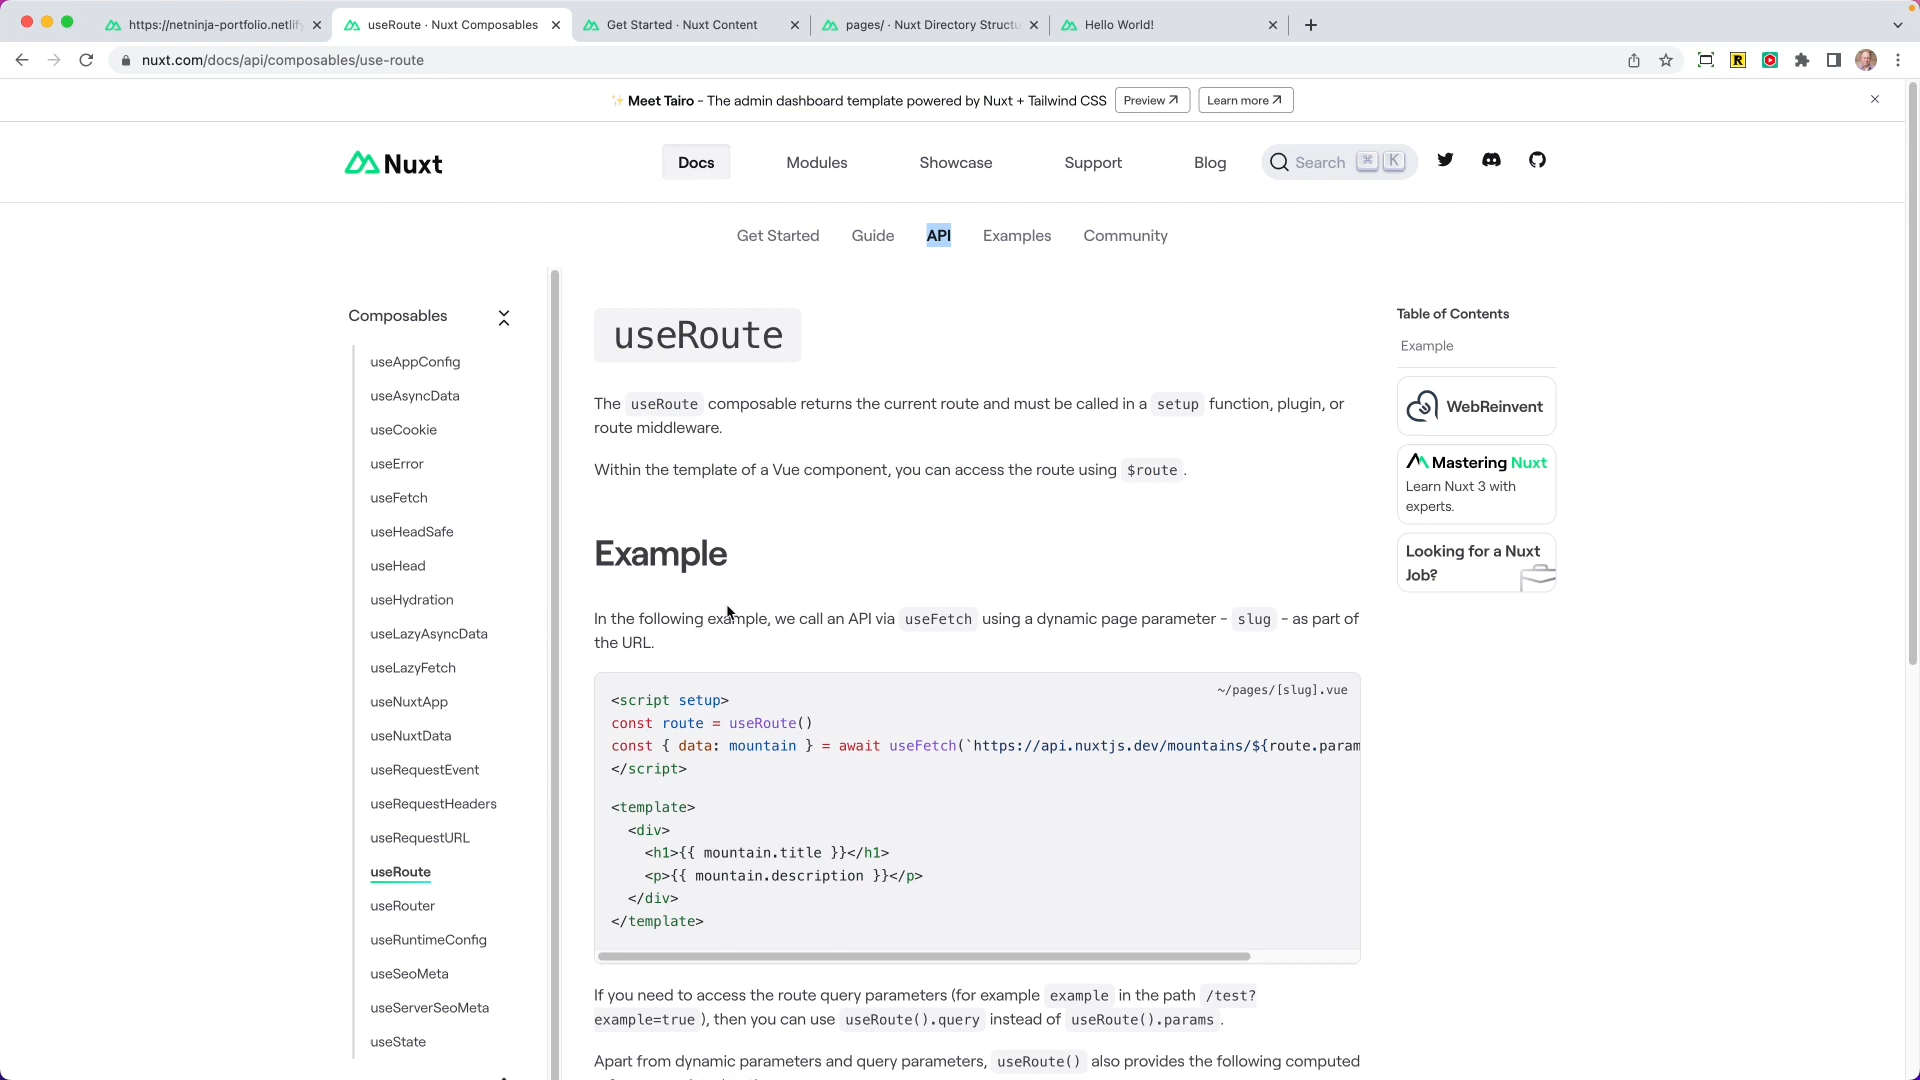 https://netninja-portfolio.netlify
useRoute · Nuxt Composables
Get Started · Nuxt Content
pages/ · Nuxt Directory Structu
Hello World!
nuxt.com/docs/api/composables/use-route
✨ Meet Tairo - The admin dashboard template powered by Nuxt + Tailwind CSS
Preview
Learn more
Nuxt
Docs
Modules
Showcase
Support
Blog
Search ⌘ K
Get Started
Guide
API
Examples
Community
Composables
useAppConfig
useAsyncData
useCookie
useError
useFetch
useHeadSafe
useHead
useHydration
useLazyAsyncData
useLazyFetch
useNuxtApp
useNuxtData
useRequestEvent
useRequestHeaders
useRequestURL
useRoute
useRouter
useRuntimeConfig
useSeoMeta
useServerSeoMeta
useState
useRoute
The useRoute composable returns the current route and must be called in a setup function, plugin, or
route middleware.
Within the template of a Vue component, you can access the route using $route .
Example
In the following example, we call an API via useFetch using a dynamic page parameter - slug - as part of
the URL.
~/pages/[slug].vue
<script setup>
const route = useRoute()
const { data: mountain } = await useFetch(`https://api.nuxtjs.dev/mountains/${route.param
</script>
<template>
<div>
<h1>{{ mountain.title }}</h1>
<p>{{ mountain.description }}</p>
</div>
</template>
If you need to access the route query parameters (for example example in the path /test?
example=true ), then you can use useRoute().query instead of useRoute().params .
Apart from dynamic parameters and query parameters, useRoute() also provides the following computed
Table of Contents
Example
WebReinvent
Mastering Nuxt
Learn Nuxt 3 with
experts.
Looking for a Nuxt
Job?